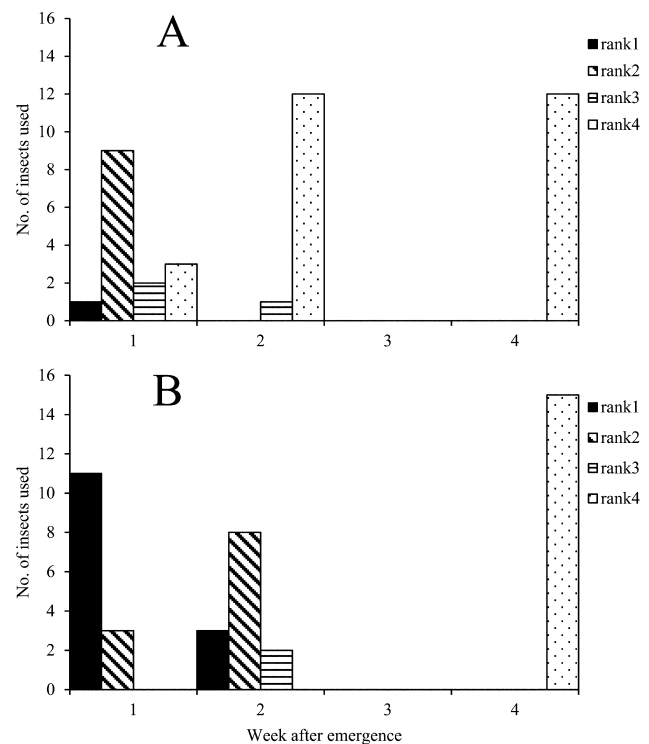 A
16
14
12
10
8
6
4
2
0
No. of insects used
1 2 3 4
rank1
rank2
rank3
rank4
B
16
14
12
10
8
6
4
2
0
No. of insects used
1 2 3 4
Week after emergence
rank1
rank2
rank3
rank4